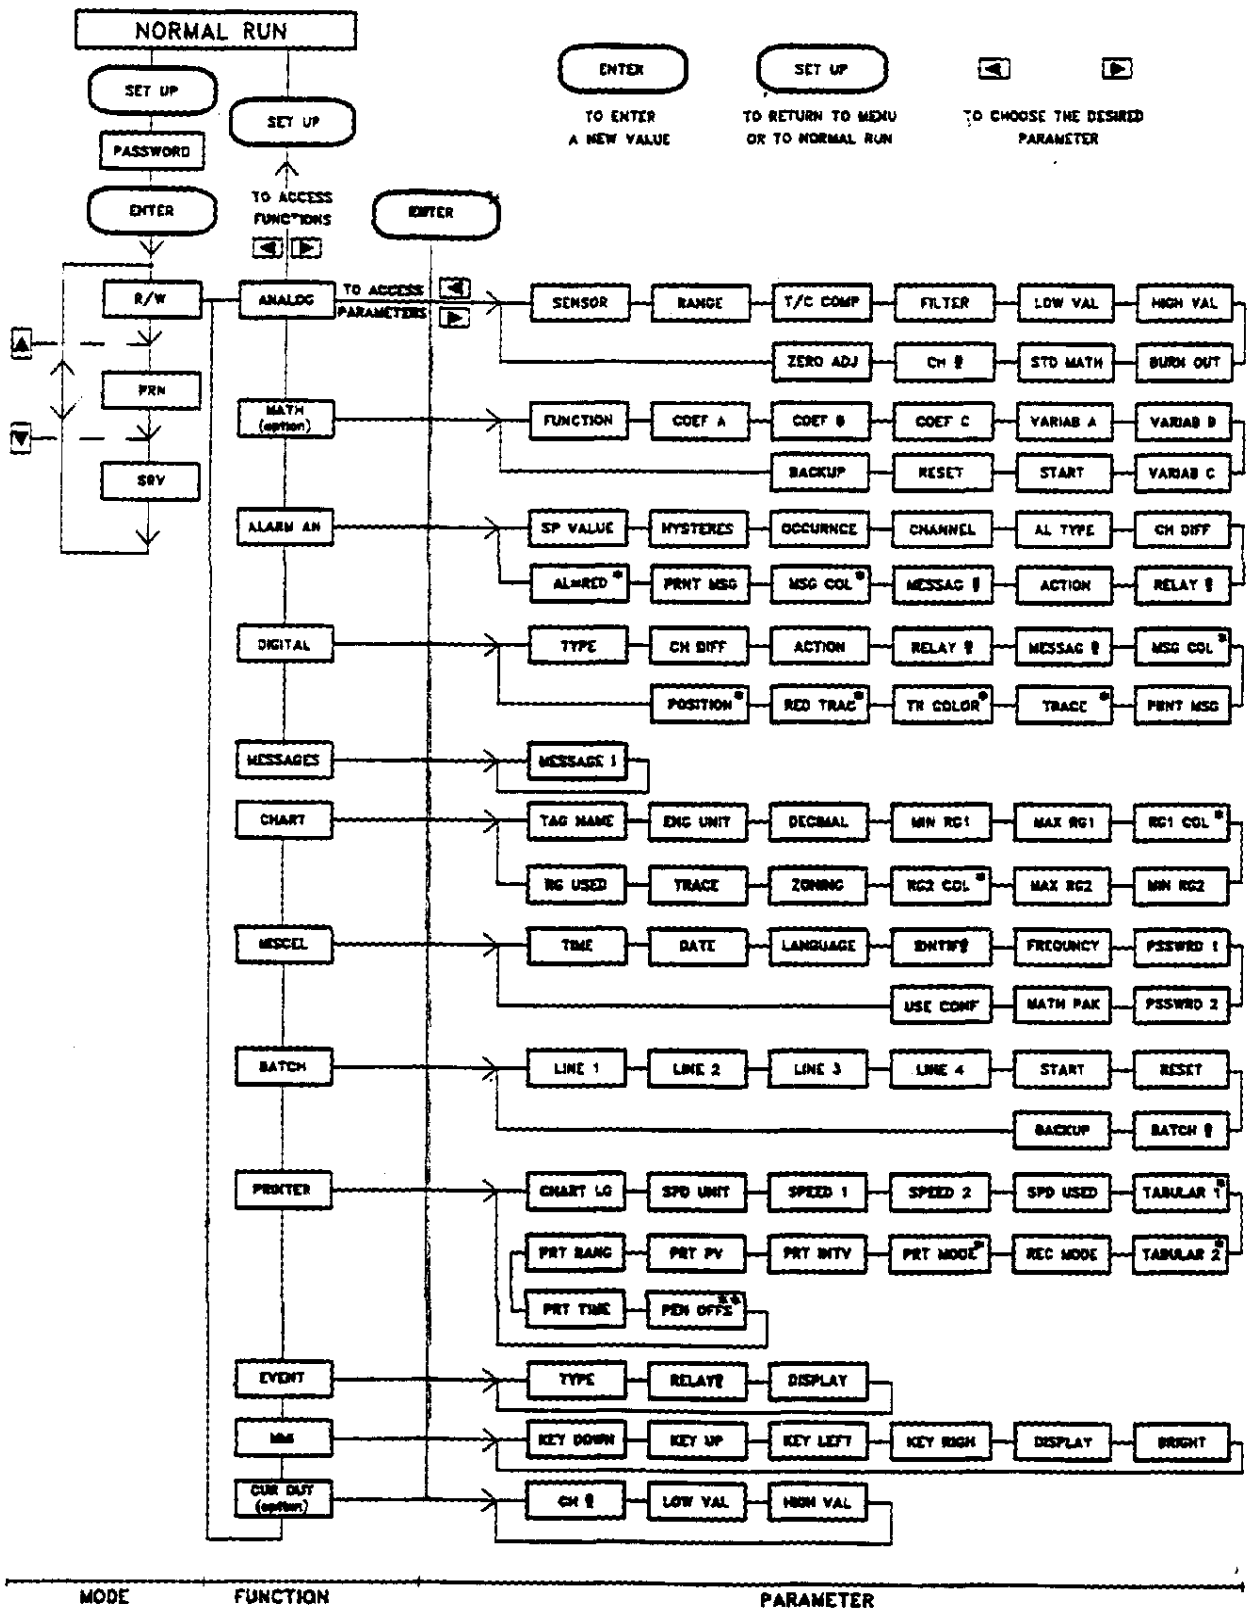 NORMAL RUN
SET UP
PASSWORD
ENTER
SET UP
TO ACCESS
FUNCTIONS
ENTER
ENTER
TO ENTER
A NEW VALUE
SET UP
TO RETURN TO MENU
OR TO NORMAL RUN
TO CHOOSE THE DESIRED
PARAMETER
R/W
PRN
SRV
ANALOG
TO ACCESS
PARAMETERS
SENSOR RANGE T/C COMP FILTER LOW VAL HIGH VAL
ZERO ADJ CH # STD MATH BURN OUT
MATH
(option)
FUNCTION COEF A COEF B COEF C VARIAB A VARIAB B
BACKUP RESET START VARIAB C
ALARM AN
SP VALUE HYSTERES OCCURNCE CHANNEL AL TYPE CH DIFF
AL=RED* PRNT MSG MSG COL* MESSAG # ACTION RELAY #
DIGITAL
TYPE CH DIFF ACTION RELAY # MESSAG # MSG COL*
POSITION* RED TRAC* TR COLOR* TRACE* PRNT MSG
MESSAGES
MESSAGE 1
CHART
TAG NAME ENG UNIT DECIMAL MIN RG1 MAX RG1 RG1 COL*
RG USED TRACE ZONING RG2 COL* MAX RG2 MIN RG2
MISCEL
TIME DATE LANGUAGE IDNTIF# FREQUNCY PSSWRD 1
USE CONF MATH PAK PSSWRD 2
BATCH
LINE 1 LINE 2 LINE 3 LINE 4 START RESET
BACKUP BATCH #
PRINTER
CHART LG SPD UNIT SPEED 1 SPEED 2 SPD USED TABULAR 1*
PRT RANG PRT PV PRT INTV PRT MODE* REC MODE TABULAR 2*
PRT TIME PEN OFFS**
EVENT
TYPE RELAY# DISPLAY
MMI
KEY DOWN KEY UP KEY LEFT KEY RIGH DISPLAY BRIGHT
CUR OUT
(option)
CH # LOW VAL HIGH VAL
MODE FUNCTION PARAMETER